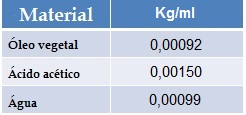 Material Kg/ml
Óleo vegetal 0,00092
Ácido acético 0,00150
Água 0,00099